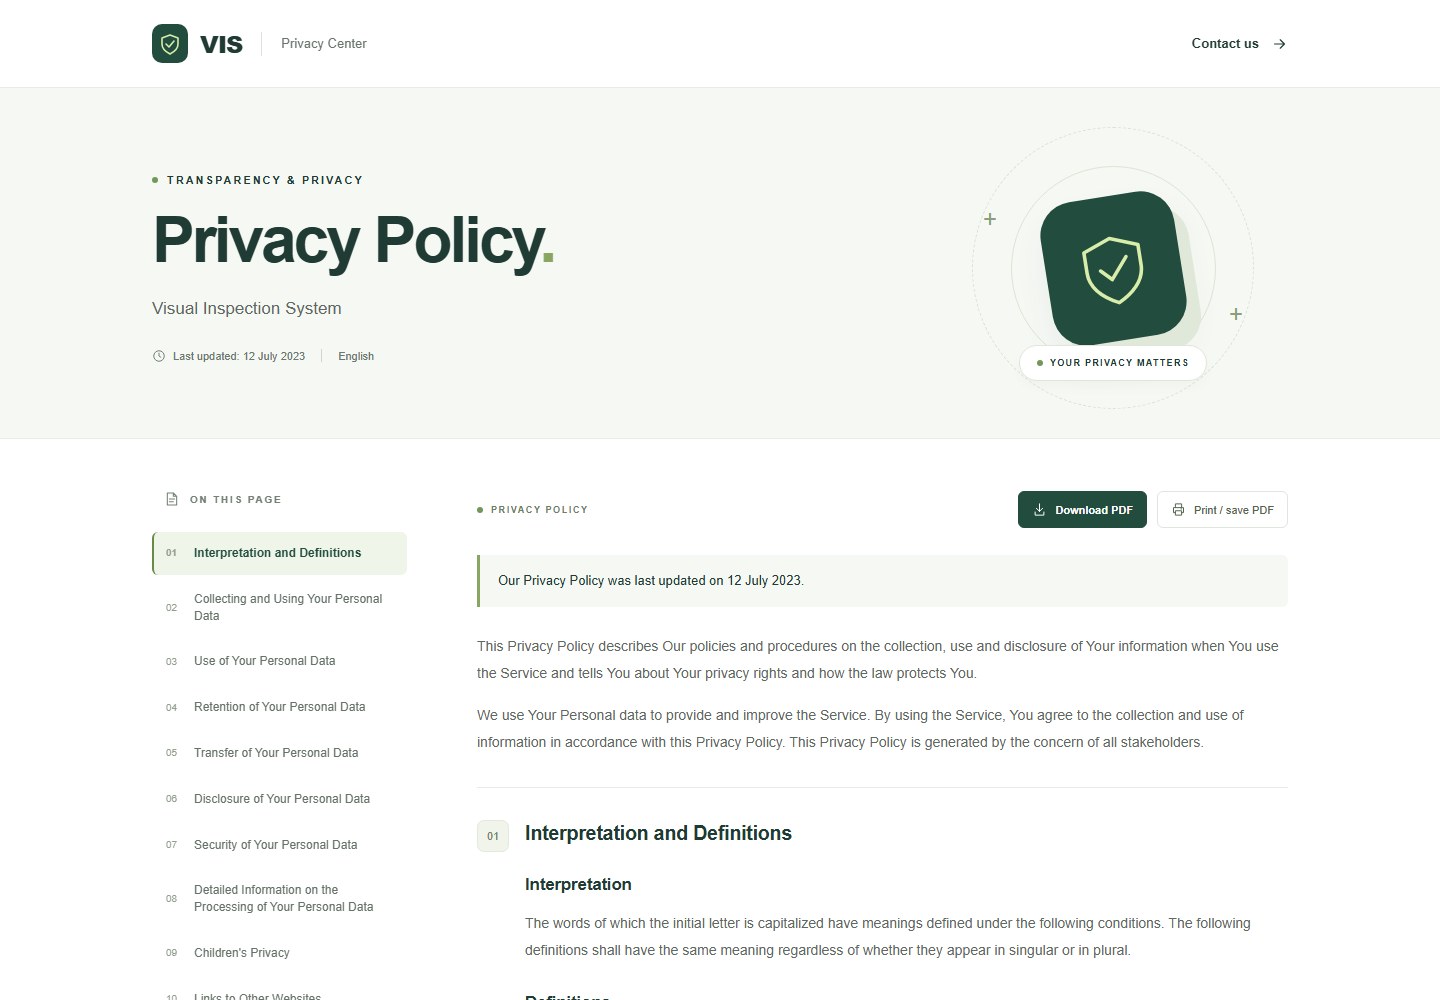 VIS
Privacy Center
Contact us
TRANSPARENCY & PRIVACY
Privacy Policy.
Visual Inspection System
Last updated: 12 July 2023
English
YOUR PRIVACY MATTERS
ON THIS PAGE
01 Interpretation and Definitions
02 Collecting and Using Your Personal
Data
03 Use of Your Personal Data
04 Retention of Your Personal Data
05 Transfer of Your Personal Data
06 Disclosure of Your Personal Data
07 Security of Your Personal Data
08 Detailed Information on the
Processing of Your Personal Data
09 Children's Privacy
10 Links to Other Websites
PRIVACY POLICY
Download PDF
Print / save PDF
Our Privacy Policy was last updated on 12 July 2023.
This Privacy Policy describes Our policies and procedures on the collection, use and disclosure of Your information when You use
the Service and tells You about Your privacy rights and how the law protects You.
We use Your Personal data to provide and improve the Service. By using the Service, You agree to the collection and use of
information in accordance with this Privacy Policy. This Privacy Policy is generated by the concern of all stakeholders.
01 Interpretation and Definitions
Interpretation
The words of which the initial letter is capitalized have meanings defined under the following conditions. The following
definitions shall have the same meaning regardless of whether they appear in singular or in plural.
Definitions